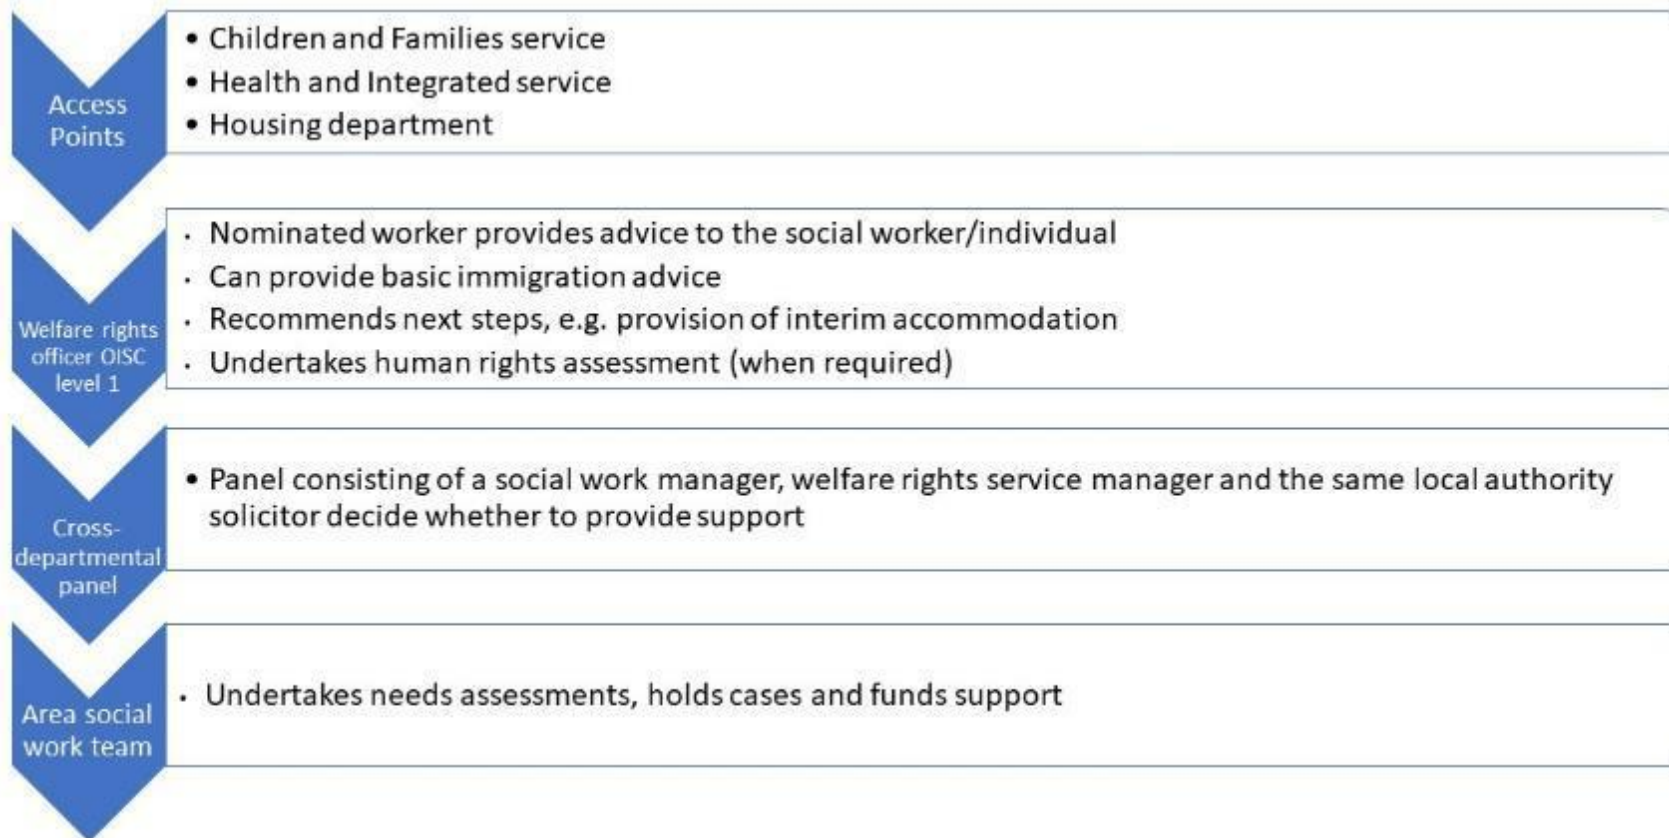 Access
Points
• Children and Families service
• Health and Integrated service
• Housing department
Welfare rights
officer OISC
level 1
· Nominated worker provides advice to the social worker/individual
· Can provide basic immigration advice
· Recommends next steps, e.g. provision of interim accommodation
· Undertakes human rights assessment (when required)
Cross-
departmental
panel
• Panel consisting of a social work manager, welfare rights service manager and the same local authority
solicitor decide whether to provide support
Area social
work team
· Undertakes needs assessments, holds cases and funds support